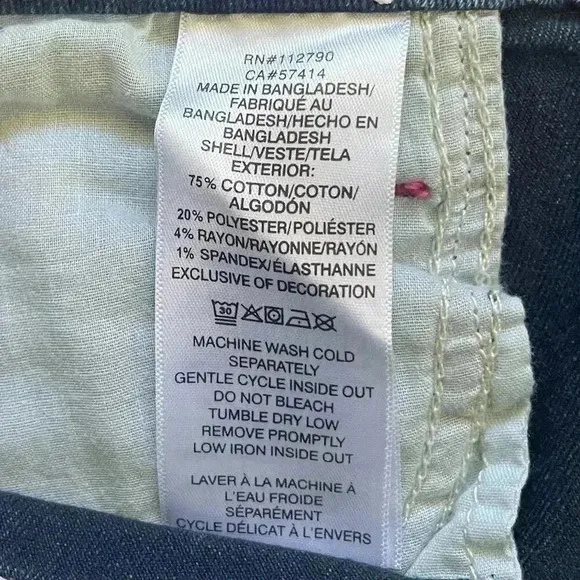 RN#112790
CA#57414
MADE IN BANGLADESH/
FABRIQUÉ AU
BANGLADESH/HECHO EN
BANGLADESH
SHELL/VESTE/TELA
EXTERIOR:
75% COTTON/COTON/
ALGODÓN
20% POLYESTER/POLIÉSTER
4% RAYON/RAYONNE/RAYÓN
1% SPANDEX/ÉLASTHANNE
EXCLUSIVE OF DECORATION
30
MACHINE WASH COLD
SEPARATELY
GENTLE CYCLE INSIDE OUT
DO NOT BLEACH
TUMBLE DRY LOW
REMOVE PROMPTLY
LOW IRON INSIDE OUT
LAVER À LA MACHINE À
L'EAU FROIDE
SÉPARÉMENT
CYCLE DÉLICAT À L'ENVERS